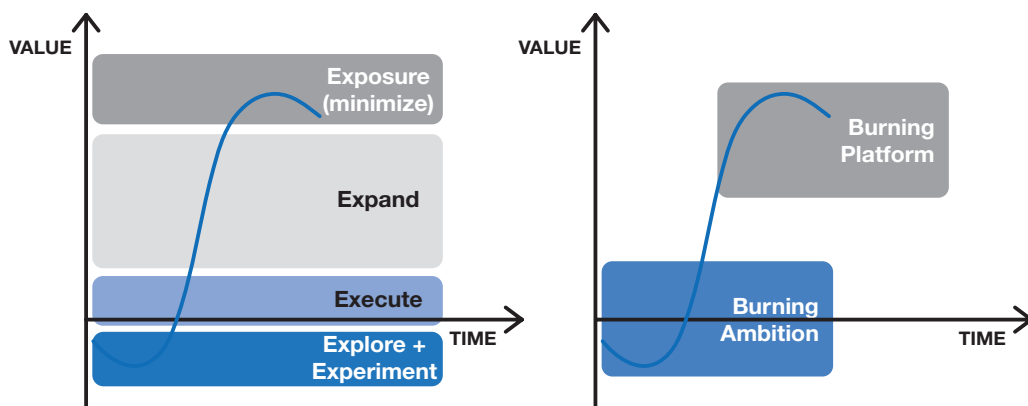 VALUE
Exposure
(minimize)
Expand
Execute
TIME
Explore +
Experiment
VALUE
Burning
Platform
Burning
Ambition
TIME